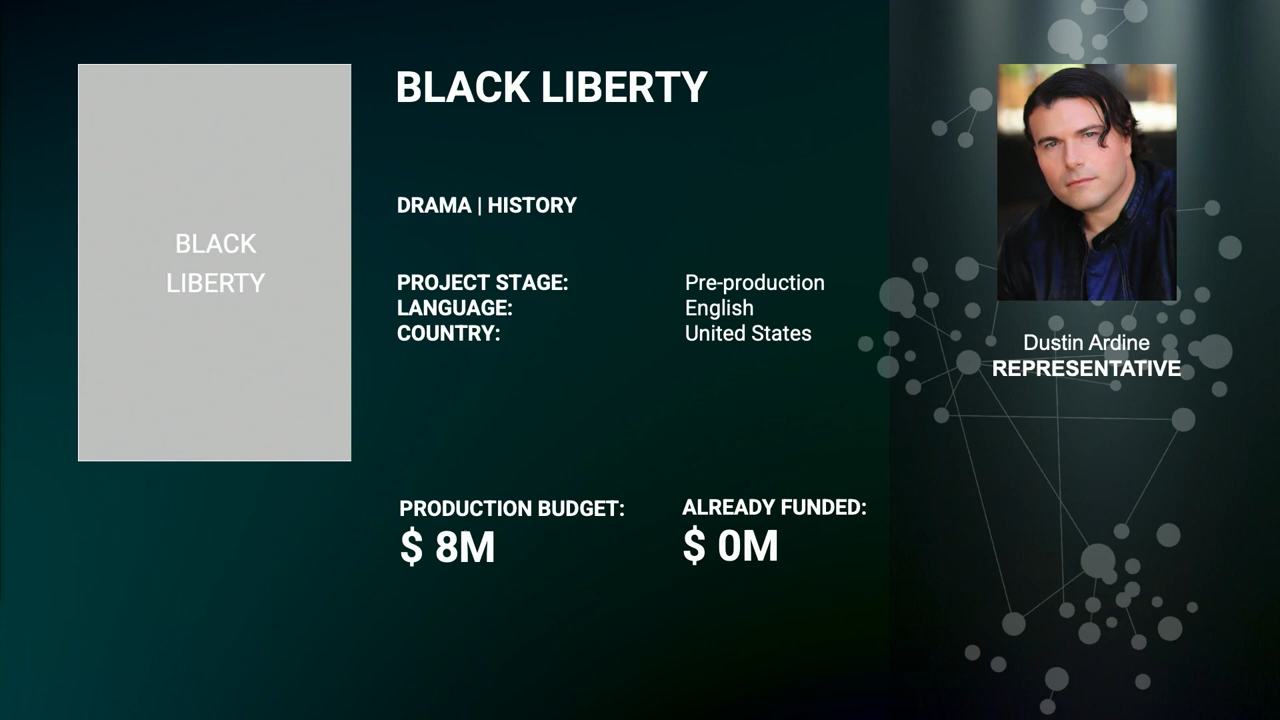 BLACK
LIBERTY
BLACK LIBERTY
DRAMA | HISTORY
PROJECT STAGE: Pre-production
LANGUAGE: English
COUNTRY: United States
PRODUCTION BUDGET:
$ 8M
ALREADY FUNDED:
$ 0M
Dustin Ardine
REPRESENTATIVE